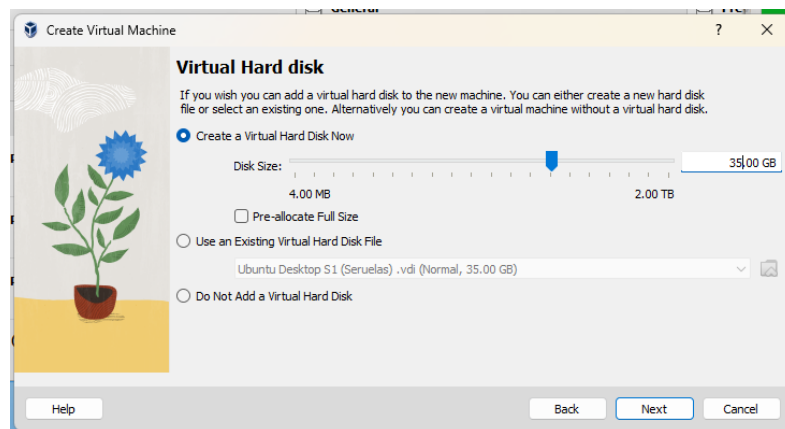 General
Create Virtual Machine
? X
Virtual Hard disk
If you wish you can add a virtual hard disk to the new machine. You can either create a new hard disk
file or select an existing one. Alternatively you can create a virtual machine without a virtual hard disk.
Create a Virtual Hard Disk Now
Disk Size: 35.00 GB
4.00 MB 2.00 TB
Pre-allocate Full Size
Use an Existing Virtual Hard Disk File
Ubuntu Desktop S1 (Seruelas) .vdi (Normal, 35.00 GB)
Do Not Add a Virtual Hard Disk
Help Back Next Cancel